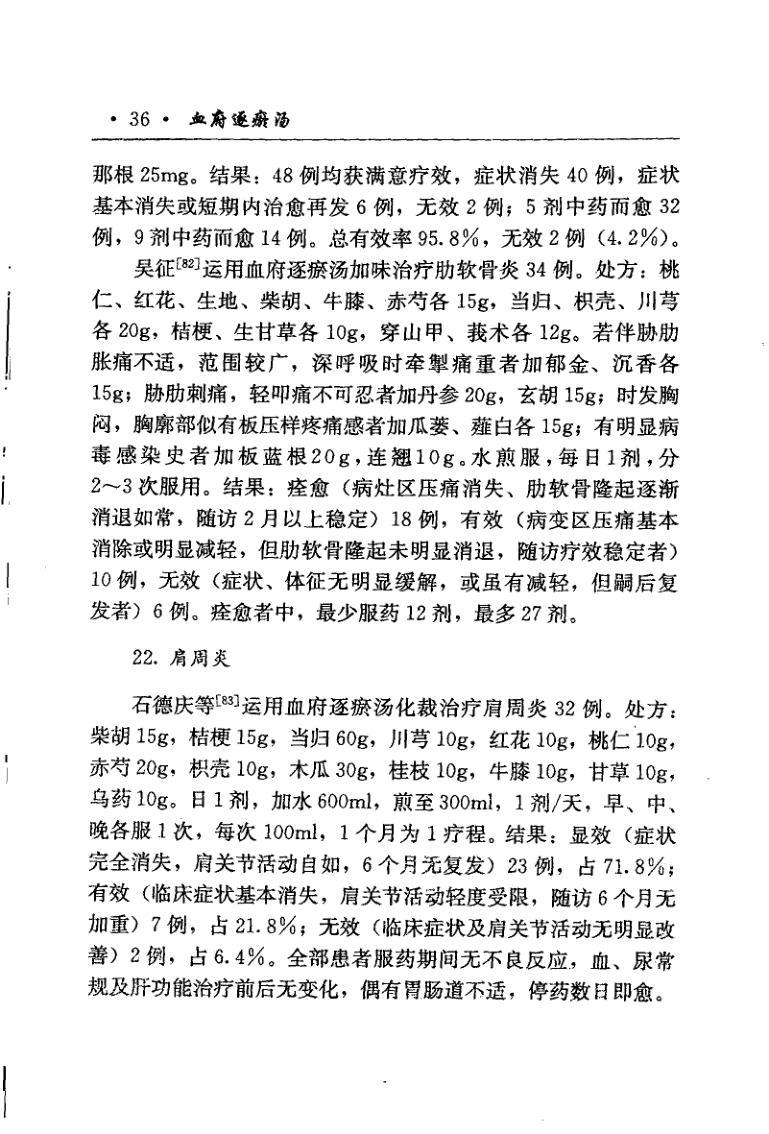 · 36 · 血府逐瘀汤
那根 25mg。结果：48 例均获满意疗效，症状消失 40 例，症状
基本消失或短期内治愈再发 6 例，无效 2 例；5 剂中药而愈 32
例，9 剂中药而愈 14 例。总有效率 95.8%，无效 2 例（4.2%）。
吴征[82]运用血府逐瘀汤加味治疗肋软骨炎 34 例。处方：桃
仁、红花、生地、柴胡、牛膝、赤芍各 15g，当归、枳壳、川芎
各 20g，桔梗、生甘草各 10g，穿山甲、莪术各 12g。若伴胁肋
胀痛不适，范围较广，深呼吸时牵掣痛重者加郁金、沉香各
15g；胁肋刺痛，轻叩痛不可忍者加丹参 20g，玄胡 15g；时发胸
闷，胸廓部似有板压样疼痛感者加瓜蒌、薤白各 15g；有明显病
毒感染史者加板蓝根20g，连翘10g。水煎服，每日1剂，分
2～3 次服用。结果：痊愈（病灶区压痛消失、肋软骨隆起逐渐
消退如常，随访 2 月以上稳定）18 例，有效（病变区压痛基本
消除或明显减轻，但肋软骨隆起未明显消退，随访疗效稳定者）
10 例，无效（症状、体征无明显缓解，或虽有减轻，但嗣后复
发者）6 例。痊愈者中，最少服药 12 剂，最多 27 剂。
22. 肩周炎
石德庆等[83]运用血府逐瘀汤化裁治疗肩周炎 32 例。处方：
柴胡 15g，桔梗 15g，当归 60g，川芎 10g，红花 10g，桃仁 10g，
赤芍 20g，枳壳 10g，木瓜 30g，桂枝 10g，牛膝 10g，甘草 10g，
乌药 10g。日 1 剂，加水 600ml，煎至 300ml，1 剂/天，早、中、
晚各服 1 次，每次 100ml，1 个月为 1 疗程。结果：显效（症状
完全消失，肩关节活动自如，6 个月无复发）23 例，占 71.8%；
有效（临床症状基本消失，肩关节活动轻度受限，随访 6 个月无
加重）7 例，占 21.8%；无效（临床症状及肩关节活动无明显改
善）2 例，占 6.4%。全部患者服药期间无不良反应，血、尿常
规及肝功能治疗前后无变化，偶有胃肠道不适，停药数日即愈。